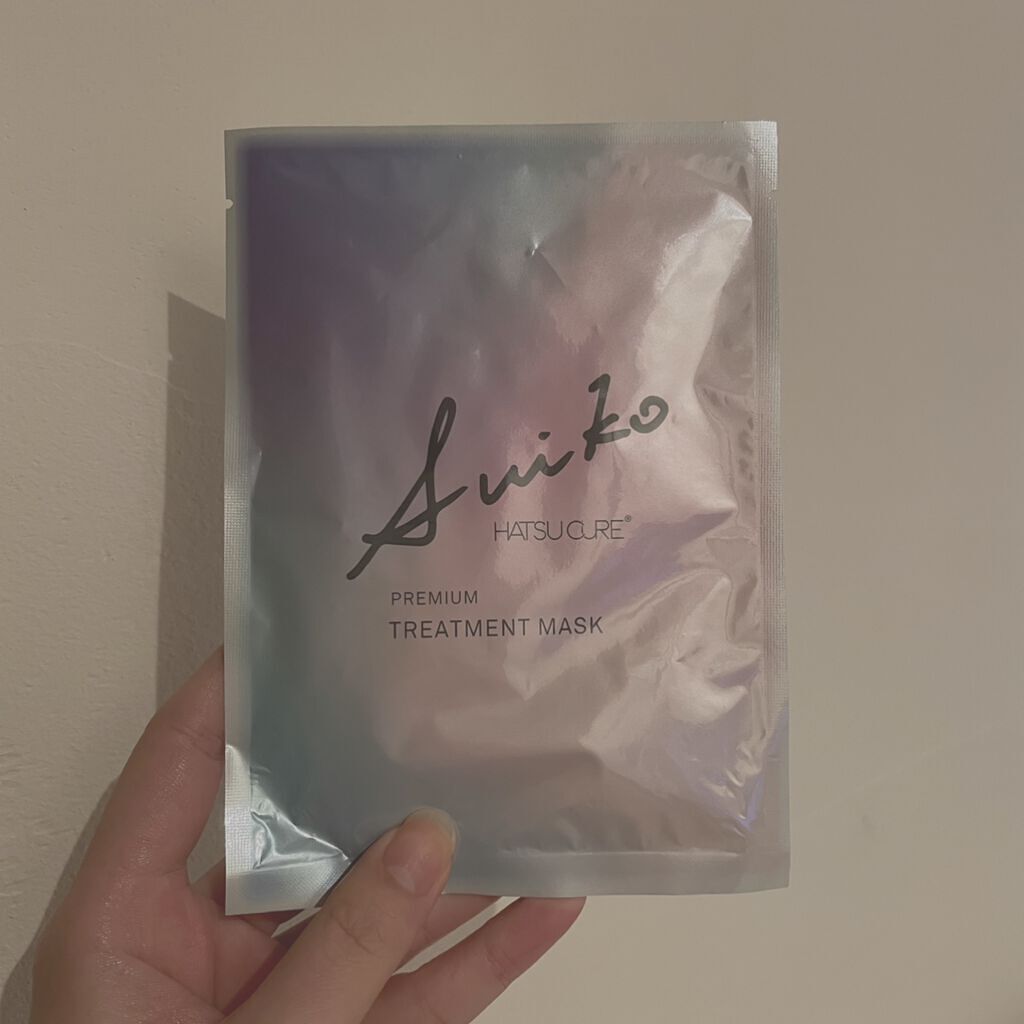 Suiko
HATSU CURE®
PREMIUM
TREATMENT MASK